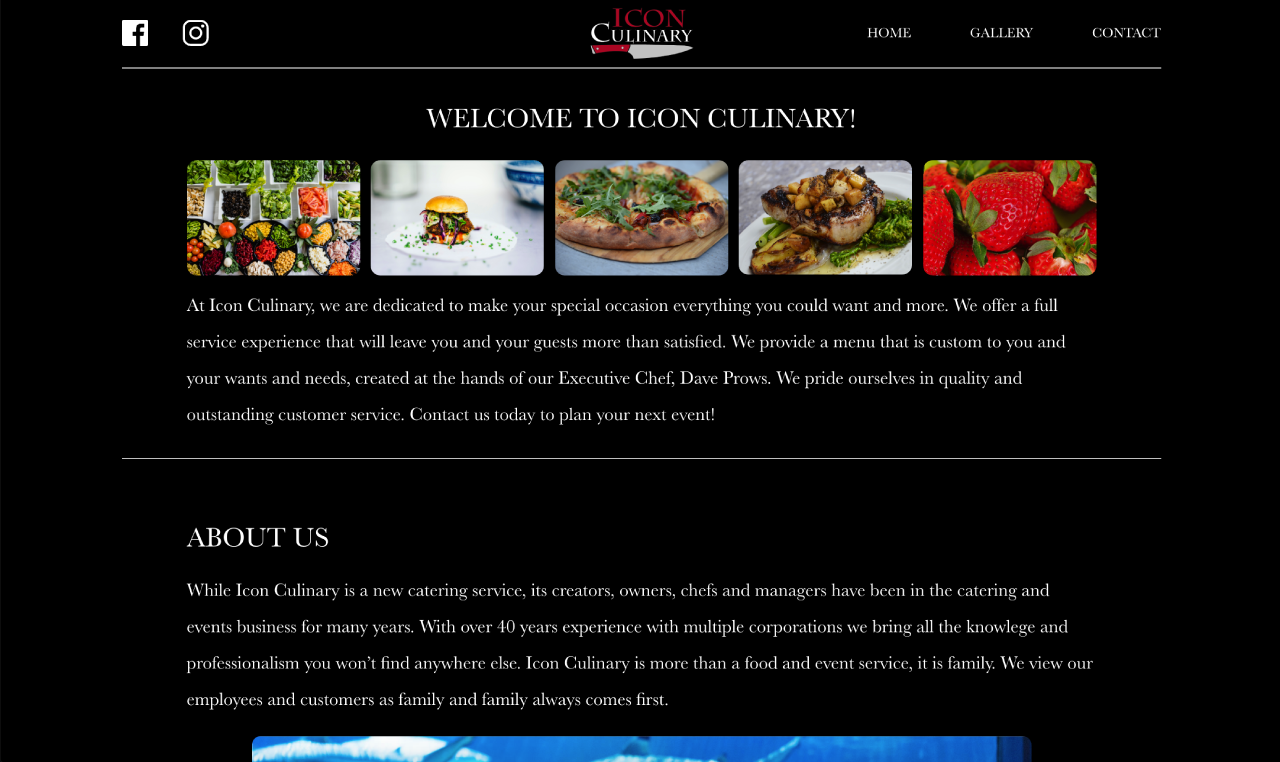 ICON
CULINARY
HOME GALLERY CONTACT
WELCOME TO ICON CULINARY!
At Icon Culinary, we are dedicated to make your special occasion everything you could want and more. We offer a full
service experience that will leave you and your guests more than satisfied. We provide a menu that is custom to you and
your wants and needs, created at the hands of our Executive Chef, Dave Prows. We pride ourselves in quality and
outstanding customer service. Contact us today to plan your next event!
ABOUT US
While Icon Culinary is a new catering service, its creators, owners, chefs and managers have been in the catering and
events business for many years. With over 40 years experience with multiple corporations we bring all the knowlege and
professionalism you won’t find anywhere else. Icon Culinary is more than a food and event service, it is family. We view our
employees and customers as family and family always comes first.